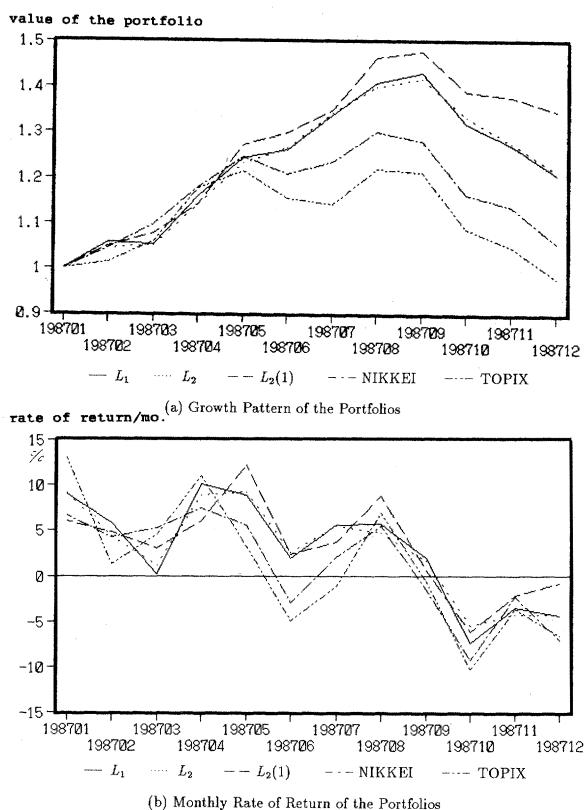 value of the portfolio
1.5
1.4
1.3
1.2
1.1
1
0.9
198701 198703 198705 198707 198709 198711
198702 198704 198706 198708 198710 198712
L1 L2 L2(1) NIKKEI TOPIX
(a) Growth Pattern of the Portfolios
rate of return/mo.
15
%
10
5
0
-5
-10
-15
198701 198703 198705 198707 198709 198711
198702 198704 198706 198708 198710 198712
L1 L2 L2(1) NIKKEI TOPIX
(b) Monthly Rate of Return of the Portfolios